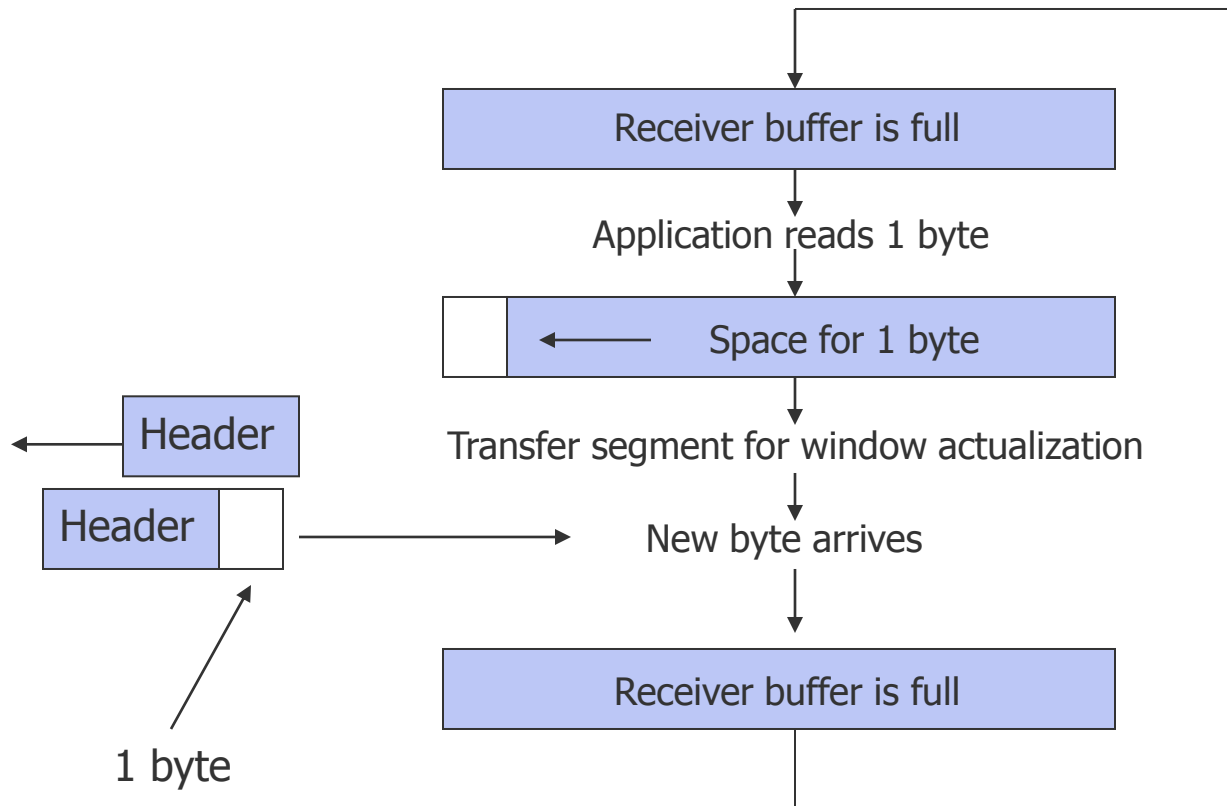 Receiver buffer is full
Application reads 1 byte
Space for 1 byte
Header
Transfer segment for window actualization
Header
New byte arrives
Receiver buffer is full
1 byte